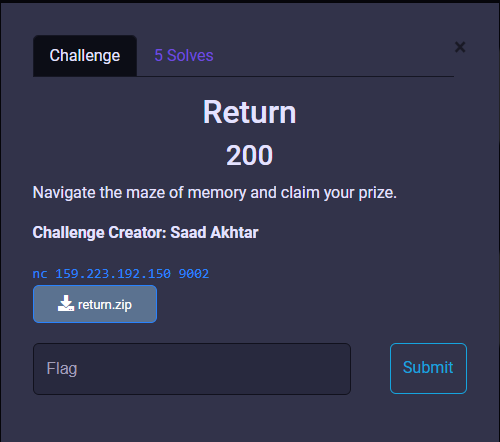 Challenge
5 Solves
×
Return
200
Navigate the maze of memory and claim your prize.
Challenge Creator: Saad Akhtar
nc 159.223.192.150 9002
return.zip
Flag
Submit